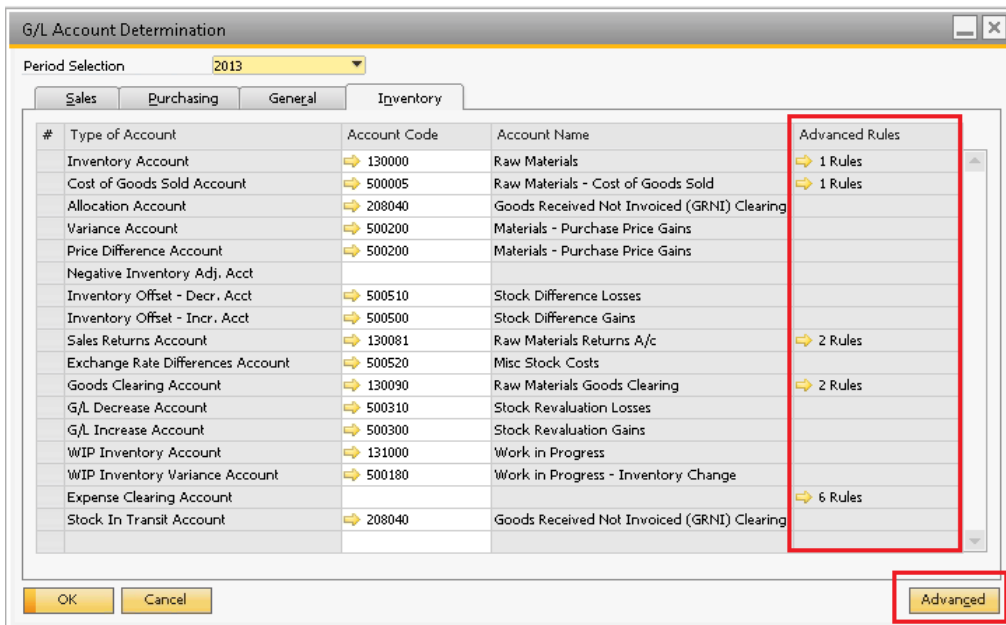 G/L Account Determination
Period Selection 2013
Sales Purchasing General Inventory
# Type of Account Account Code Account Name Advanced Rules
Inventory Account 130000 Raw Materials 1 Rules
Cost of Goods Sold Account 500005 Raw Materials - Cost of Goods Sold 1 Rules
Allocation Account 208040 Goods Received Not Invoiced (GRNI) Clearing
Variance Account 500200 Materials - Purchase Price Gains
Price Difference Account 500200 Materials - Purchase Price Gains
Negative Inventory Adj. Acct
Inventory Offset - Decr. Acct 500510 Stock Difference Losses
Inventory Offset - Incr. Acct 500500 Stock Difference Gains
Sales Returns Account 130081 Raw Materials Returns A/c 2 Rules
Exchange Rate Differences Account 500520 Misc Stock Costs
Goods Clearing Account 130090 Raw Materials Goods Clearing 2 Rules
G/L Decrease Account 500310 Stock Revaluation Losses
G/L Increase Account 500300 Stock Revaluation Gains
WIP Inventory Account 131000 Work in Progress
WIP Inventory Variance Account 500180 Work in Progress - Inventory Change
Expense Clearing Account 6 Rules
Stock In Transit Account 208040 Goods Received Not Invoiced (GRNI) Clearing
OK Cancel Advanced